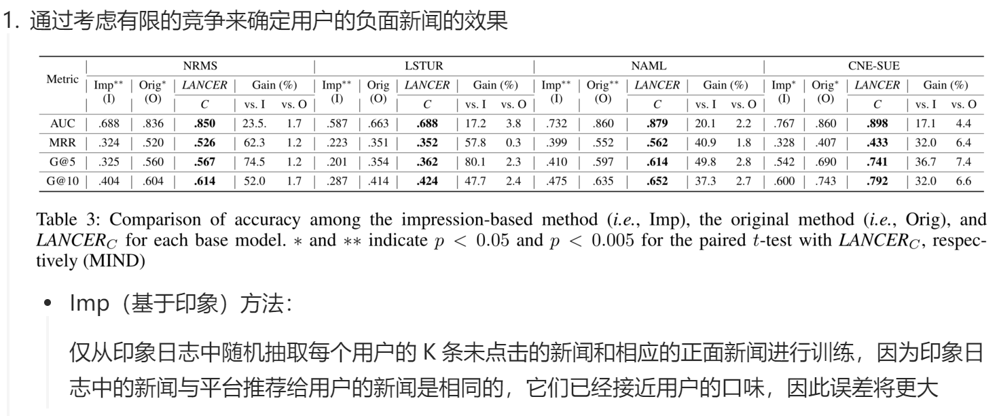 1. 通过考虑有限的竞争来确定用户的负面新闻的效果
NRMS LSTUR NAML CNE-SUE
Metric Imp** (I) Orig* (O) LANCER C Gain (%) vs. I vs. O Imp** (I) Orig (O) LANCER C Gain (%) vs. I vs. O Imp** (I) Orig** (O) LANCER C Gain (%) vs. I vs. O Imp* (I) Orig* (O) LANCER C Gain (%) vs. I vs. O
AUC .688 .836 .850 23.5. 1.7 .587 .663 .688 17.2 3.8 .732 .860 .879 20.1 2.2 .767 .860 .898 17.1 4.4
MRR .324 .520 .526 62.3 1.2 .223 .351 .352 57.8 0.3 .399 .552 .562 40.9 1.8 .328 .407 .433 32.0 6.4
G@5 .325 .560 .567 74.5 1.2 .201 .354 .362 80.1 2.3 .410 .597 .614 49.8 2.8 .542 .690 .741 36.7 7.4
G@10 .404 .604 .614 52.0 1.7 .287 .414 .424 47.7 2.4 .475 .635 .652 37.3 2.7 .600 .743 .792 32.0 6.6
Table 3: Comparison of accuracy among the impression-based method (i.e., Imp), the original method (i.e., Orig), and
LANCERC for each base model. ∗ and ∗∗ indicate p < 0.05 and p < 0.005 for the paired t-test with LANCERC, respec-
tively (MIND)
• Imp（基于印象）方法：
仅从印象日志中随机抽取每个用户的 K 条未点击的新闻和相应的正面新闻进行训练，因为印象日
志中的新闻与平台推荐给用户的新闻是相同的，它们已经接近用户的口味，因此误差将更大